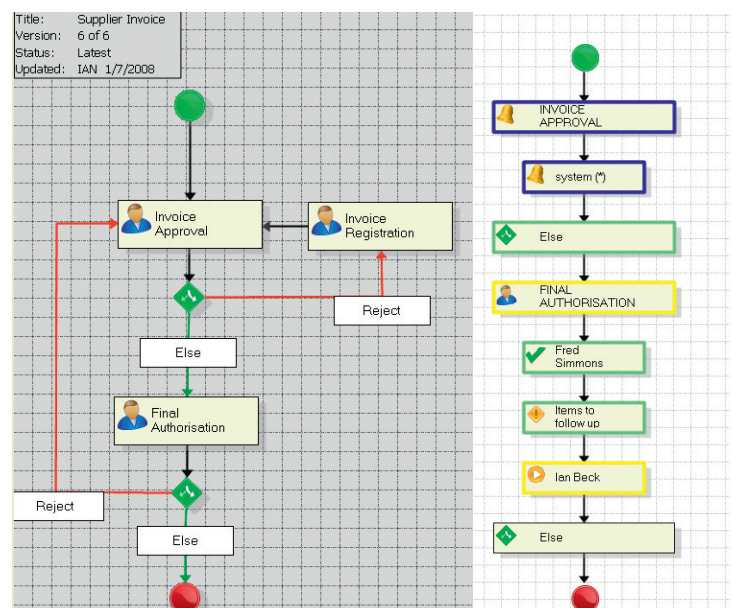 Title: Supplier Invoice
Version: 6 of 6
Status: Latest
Updated: IAN 1/7/2008
Invoice
Approval
Invoice
Registration
Reject
Else
Final
Authorisation
Reject
Else
INVOICE
APPROVAL
system (*)
Else
FINAL
AUTHORISATION
Fred
Simmons
Items to
follow up
Ian Beck
Else